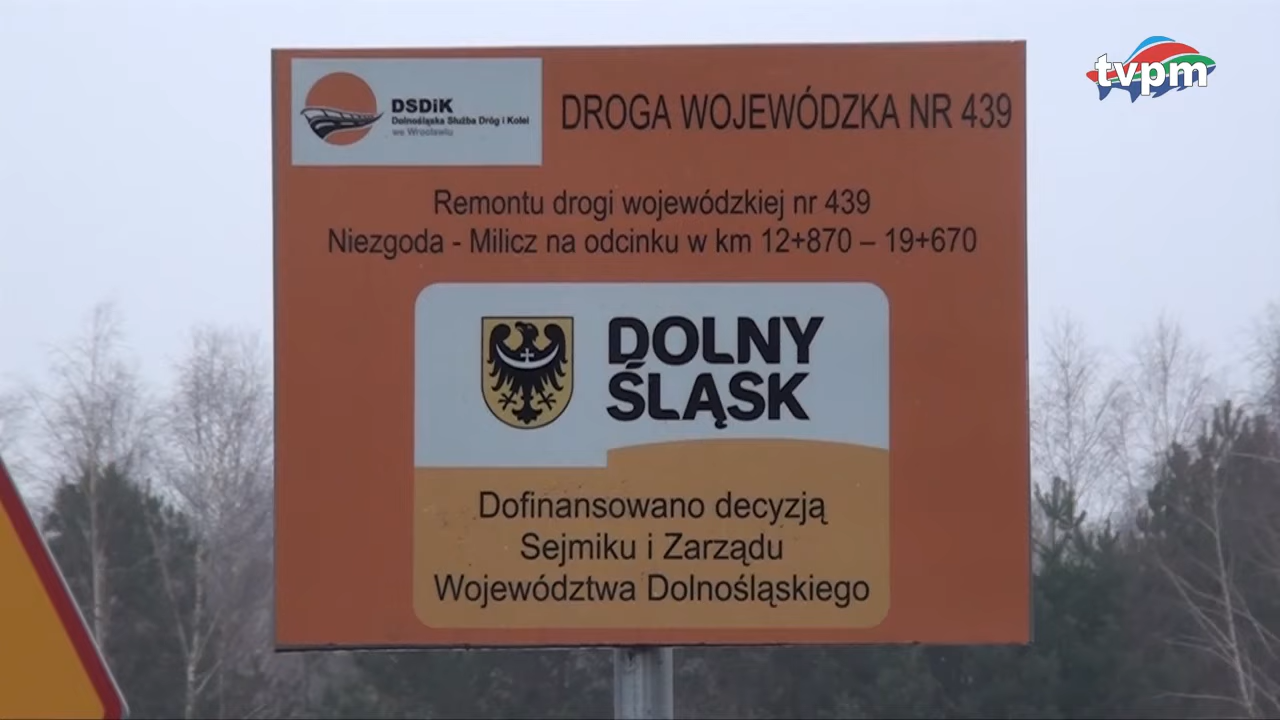 tvpm
DSDiK
Dolnośląska Służba Dróg i Kolei
we Wrocławiu
DROGA WOJEWÓDZKA NR 439
Remontu drogi wojewódzkiej nr 439
Niezgoda - Milicz na odcinku w km 12+870 – 19+670
DOLNY
ŚLĄSK
Dofinansowano decyzją
Sejmiku i Zarządu
Województwa Dolnośląskiego